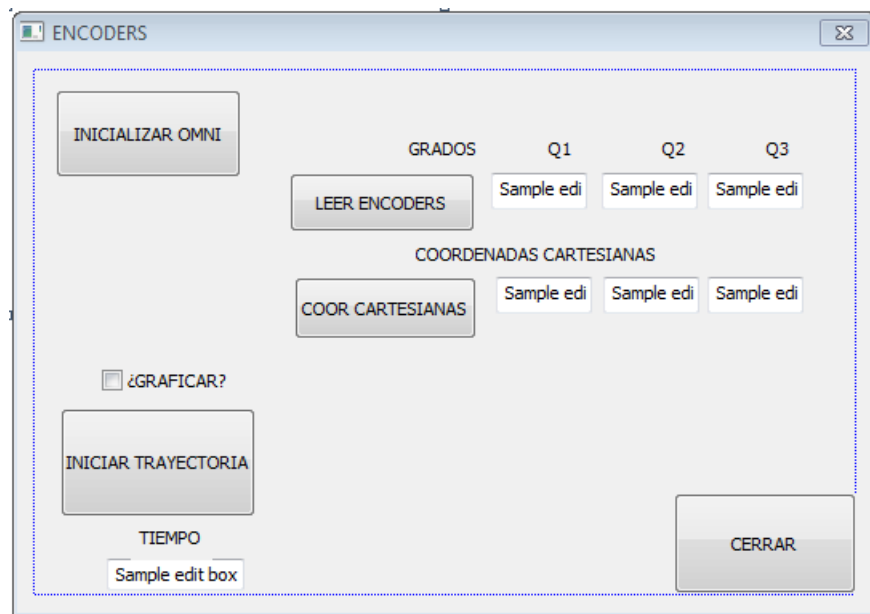 ENCODERS
INICIALIZAR OMNI
GRADOS Q1 Q2 Q3
LEER ENCODERS Sample edi Sample edi Sample edi
COORDENADAS CARTESIANAS
COOR CARTESIANAS Sample edi Sample edi Sample edi
¿GRAFICAR?
INICIAR TRAYECTORIA
TIEMPO
Sample edit box
CERRAR